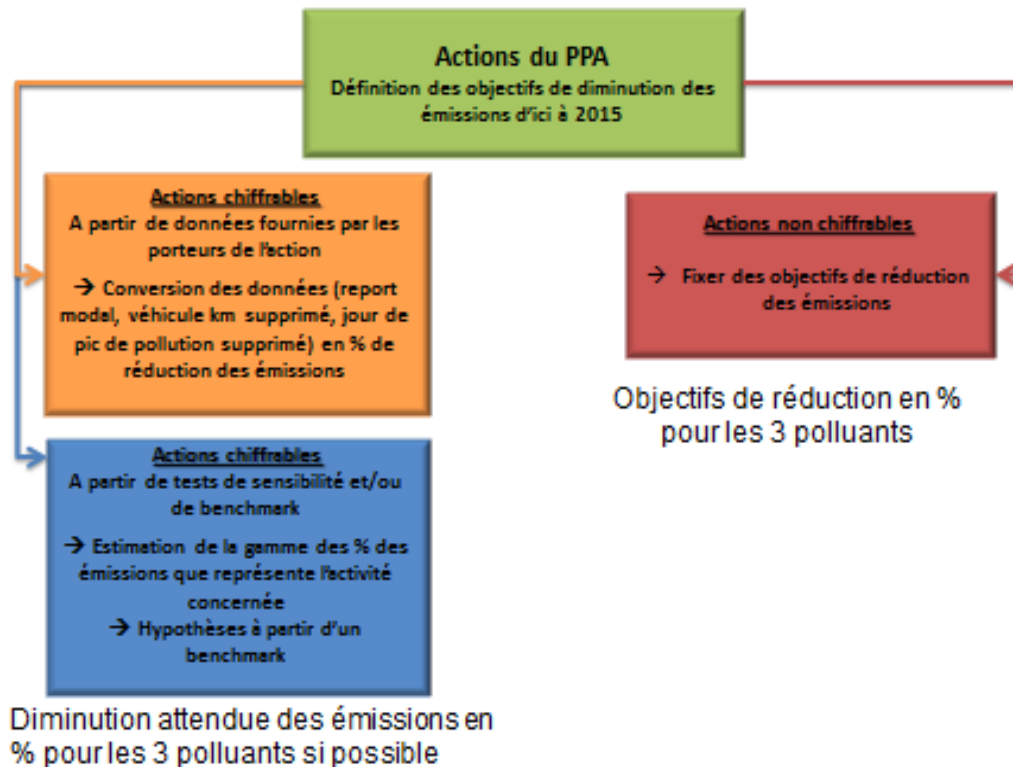 Actions du PPA
Définition des objectifs de diminution des
émissions d'ici à 2015
Actions chiffrables
A partir de données fournies par les
porteurs de l'action
→ Conversion des données (report
modal, véhicule km supprimé, jour de
pic de pollution supprimé) en % de
réduction des émissions
Actions non chiffrables
→ Fixer des objectifs de réduction
des émissions
Objectifs de réduction en %
pour les 3 polluants
Actions chiffrables
A partir de tests de sensibilité et/ou
de benchmark
→ Estimation de la gamme des % des
émissions que représente l'activité
concernée
→ Hypothèses à partir d'un
benchmark
Diminution attendue des émissions en
% pour les 3 polluants si possible